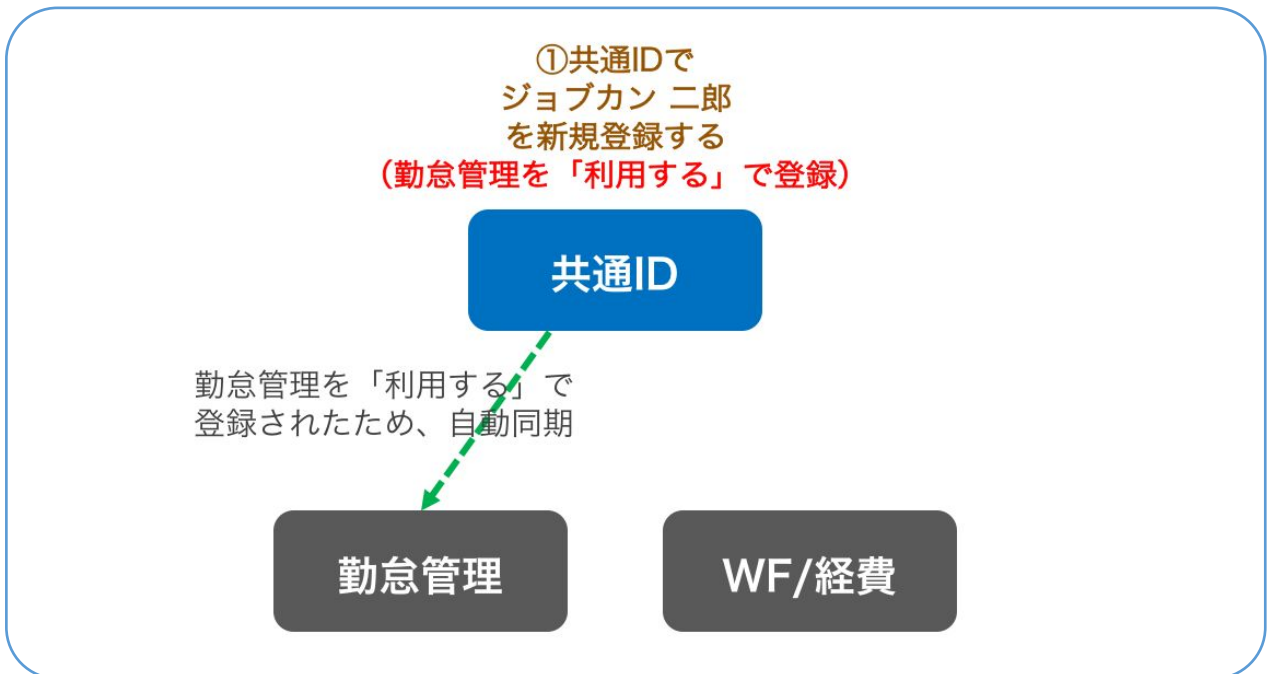 ①共通IDで
ジョブカン 二郎
を新規登録する
(勤怠管理を「利用する」で登録)
共通ID
勤怠管理を「利用する」で
登録されたため、自動同期
勤怠管理
WF/経費